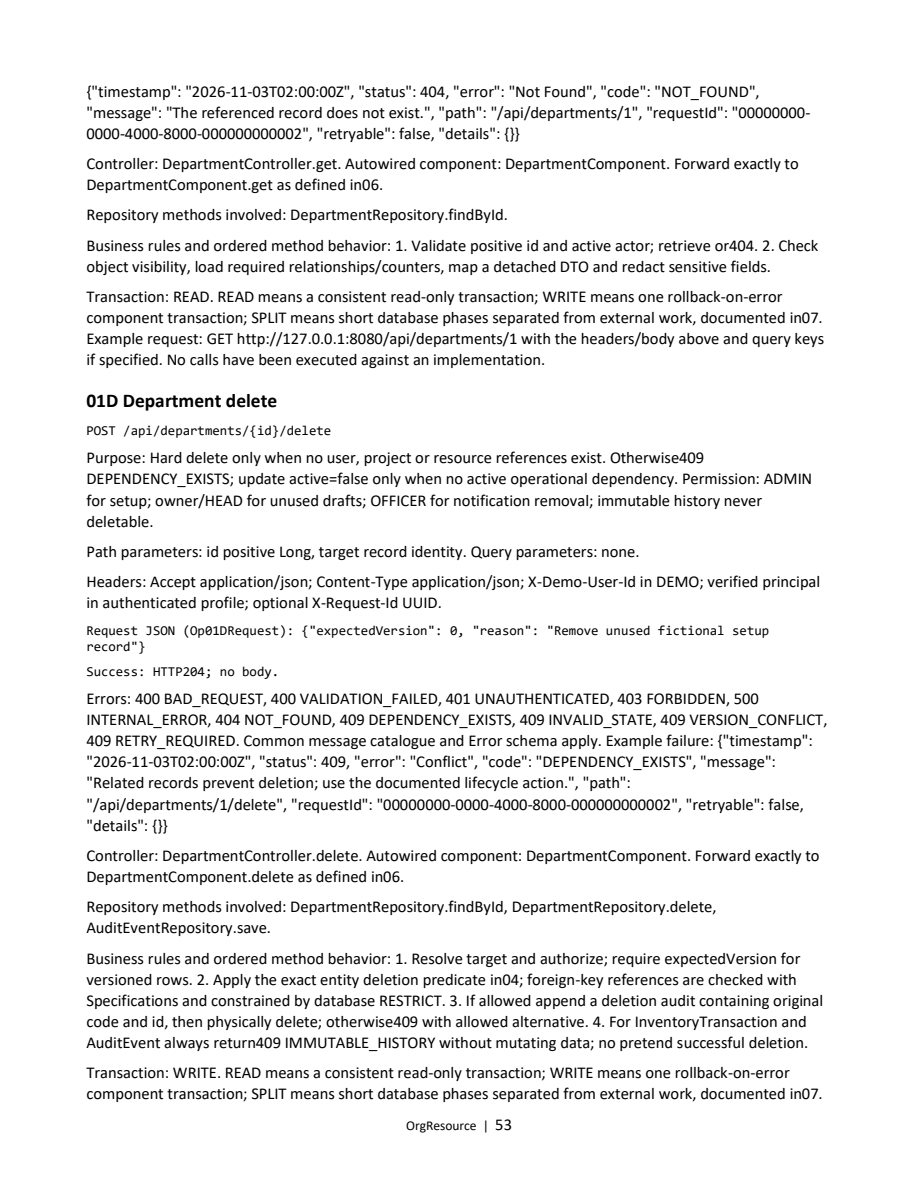 {"timestamp": "2026-11-03T02:00:00Z", "status": 404, "error": "Not Found", "code": "NOT_FOUND",
"message": "The referenced record does not exist.", "path": "/api/departments/1", "requestId": "00000000-
0000-4000-8000-000000000002", "retryable": false, "details": {}}
Controller: DepartmentController.get. Autowired component: DepartmentComponent. Forward exactly to
DepartmentComponent.get as defined in06.
Repository methods involved: DepartmentRepository.findById.
Business rules and ordered method behavior: 1. Validate positive id and active actor; retrieve or404. 2. Check
object visibility, load required relationships/counters, map a detached DTO and redact sensitive fields.
Transaction: READ. READ means a consistent read-only transaction; WRITE means one rollback-on-error
component transaction; SPLIT means short database phases separated from external work, documented in07.
Example request: GET http://127.0.0.1:8080/api/departments/1 with the headers/body above and query keys
if specified. No calls have been executed against an implementation.
01D Department delete
POST /api/departments/{id}/delete
Purpose: Hard delete only when no user, project or resource references exist. Otherwise409
DEPENDENCY_EXISTS; update active=false only when no active operational dependency. Permission: ADMIN
for setup; owner/HEAD for unused drafts; OFFICER for notification removal; immutable history never
deletable.
Path parameters: id positive Long, target record identity. Query parameters: none.
Headers: Accept application/json; Content-Type application/json; X-Demo-User-Id in DEMO; verified principal
in authenticated profile; optional X-Request-Id UUID.
Request JSON (Op01DRequest): {"expectedVersion": 0, "reason": "Remove unused fictional setup
record"}
Success: HTTP204; no body.
Errors: 400 BAD_REQUEST, 400 VALIDATION_FAILED, 401 UNAUTHENTICATED, 403 FORBIDDEN, 500
INTERNAL_ERROR, 404 NOT_FOUND, 409 DEPENDENCY_EXISTS, 409 INVALID_STATE, 409 VERSION_CONFLICT,
409 RETRY_REQUIRED. Common message catalogue and Error schema apply. Example failure: {"timestamp":
"2026-11-03T02:00:00Z", "status": 409, "error": "Conflict", "code": "DEPENDENCY_EXISTS", "message":
"Related records prevent deletion; use the documented lifecycle action.", "path":
"/api/departments/1/delete", "requestId": "00000000-0000-4000-8000-000000000002", "retryable": false,
"details": {}}
Controller: DepartmentController.delete. Autowired component: DepartmentComponent. Forward exactly to
DepartmentComponent.delete as defined in06.
Repository methods involved: DepartmentRepository.findById, DepartmentRepository.delete,
AuditEventRepository.save.
Business rules and ordered method behavior: 1. Resolve target and authorize; require expectedVersion for
versioned rows. 2. Apply the exact entity deletion predicate in04; foreign-key references are checked with
Specifications and constrained by database RESTRICT. 3. If allowed append a deletion audit containing original
code and id, then physically delete; otherwise409 with allowed alternative. 4. For InventoryTransaction and
AuditEvent always return409 IMMUTABLE_HISTORY without mutating data; no pretend successful deletion.
Transaction: WRITE. READ means a consistent read-only transaction; WRITE means one rollback-on-error
component transaction; SPLIT means short database phases separated from external work, documented in07.
OrgResource | 53